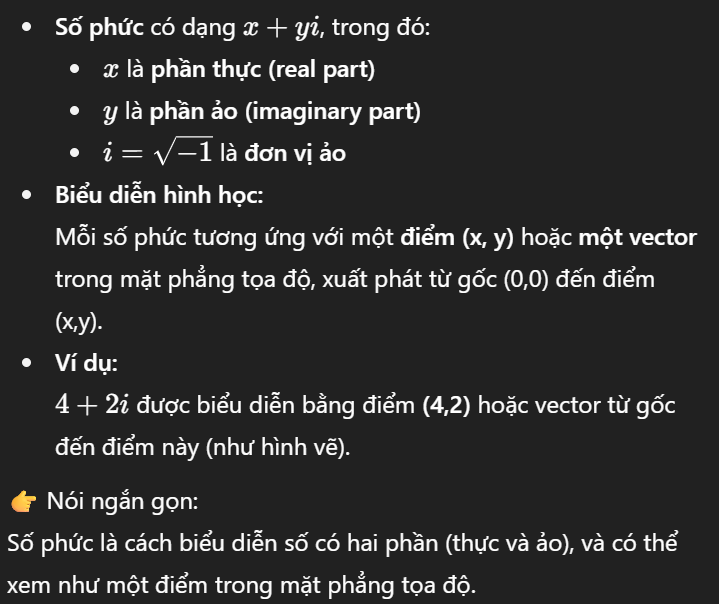 • Số phức có dạng x + yi, trong đó:
• x là phần thực (real part)
• y là phần ảo (imaginary part)
• i = √−1 là đơn vị ảo
• Biểu diễn hình học:
Mỗi số phức tương ứng với một điểm (x, y) hoặc một vector
trong mặt phẳng tọa độ, xuất phát từ gốc (0,0) đến điểm
(x,y).
• Ví dụ:
4 + 2i được biểu diễn bằng điểm (4,2) hoặc vector từ gốc
đến điểm này (như hình vẽ).
👉 Nói ngắn gọn:
Số phức là cách biểu diễn số có hai phần (thực và ảo), và có thể
xem như một điểm trong mặt phẳng tọa độ.